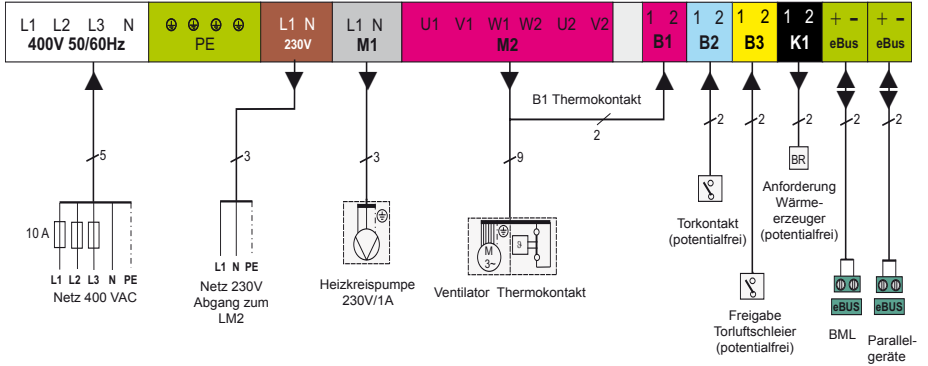 L1 L2 L3 N
400V 50/60Hz
PE
L1 N
230V
L1 N
M1
U1 V1 W1 W2 U2 V2
M2
1 2
B1
1 2
B2
1 2
B3
1 2
K1
+ -
eBus
+ -
eBus
B1 Thermokontakt
2
5
3
3
9
2
2
2
2
2
10 A
L1 L2 L3 N PE
Netz 400 VAC
L1 N PE
Netz 230V
Abgang zum
LM2
Heizkreispumpe
230V/1A
M
3~
ϑ
Ventilator Thermokontakt
Torkontakt
(potentialfrei)
Freigabe
Torluftschleier
(potentialfrei)
BR
Anforderung
Wärme-
erzeuger
(potentialfrei)
eBUS
BML
eBUS
Parallel-
geräte